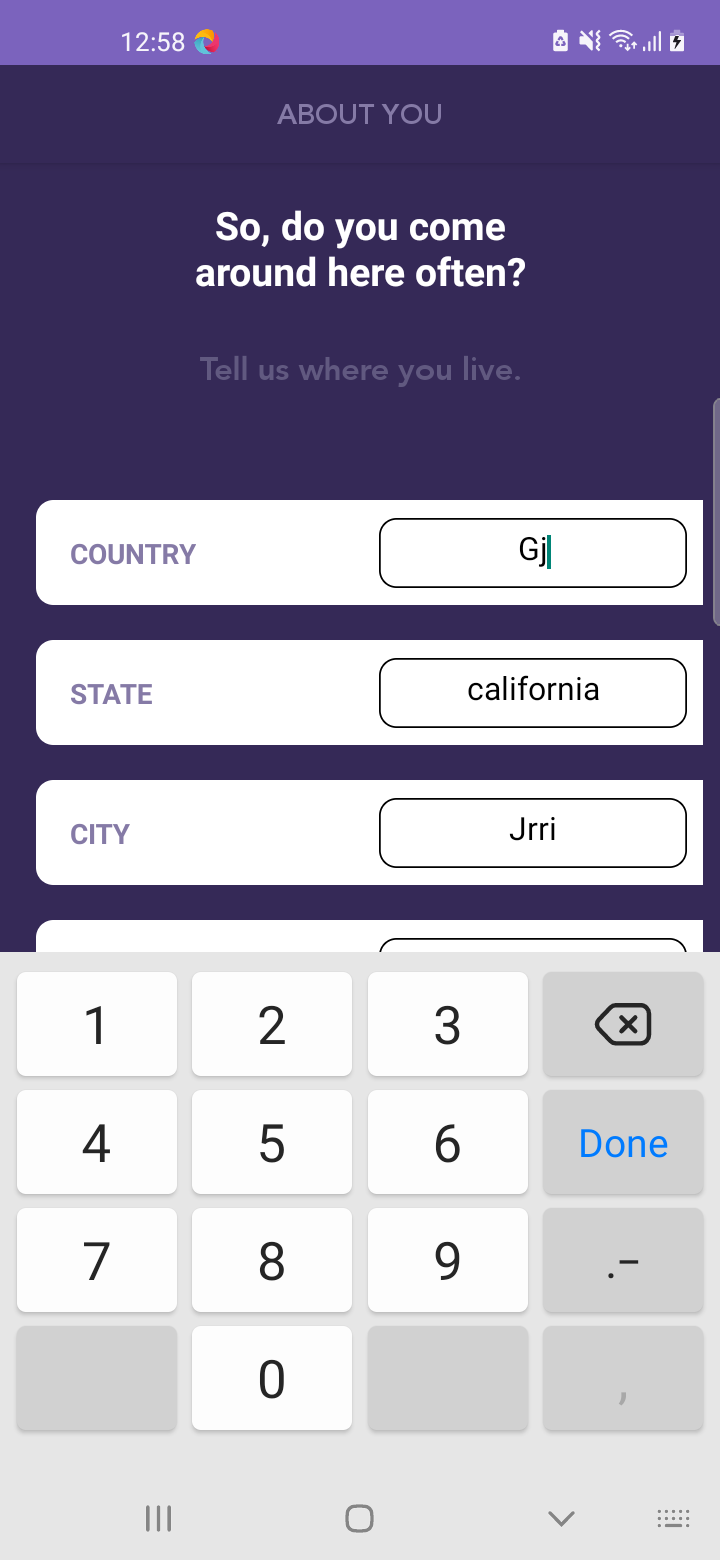 12:58
ABOUT YOU
So, do you come
around here often?
Tell us where you live.
COUNTRY Gj
STATE california
CITY Jrri
1 2 3
4 5 6 Done
7 8 9 .-
0 ,